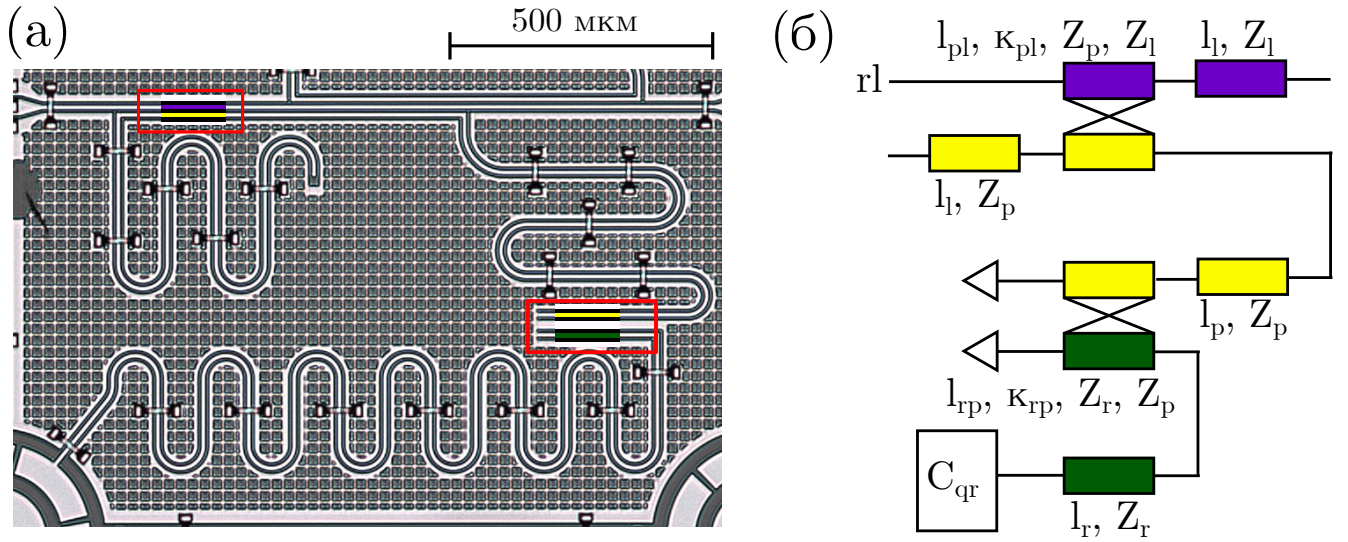 (а)
500 мкм
(б)
l_pl, κ_pl, Z_p, Z_l
l_l, Z_l
rl
l_l, Z_p
l_p, Z_p
l_rp, κ_rp, Z_r, Z_p
C_qr
l_r, Z_r